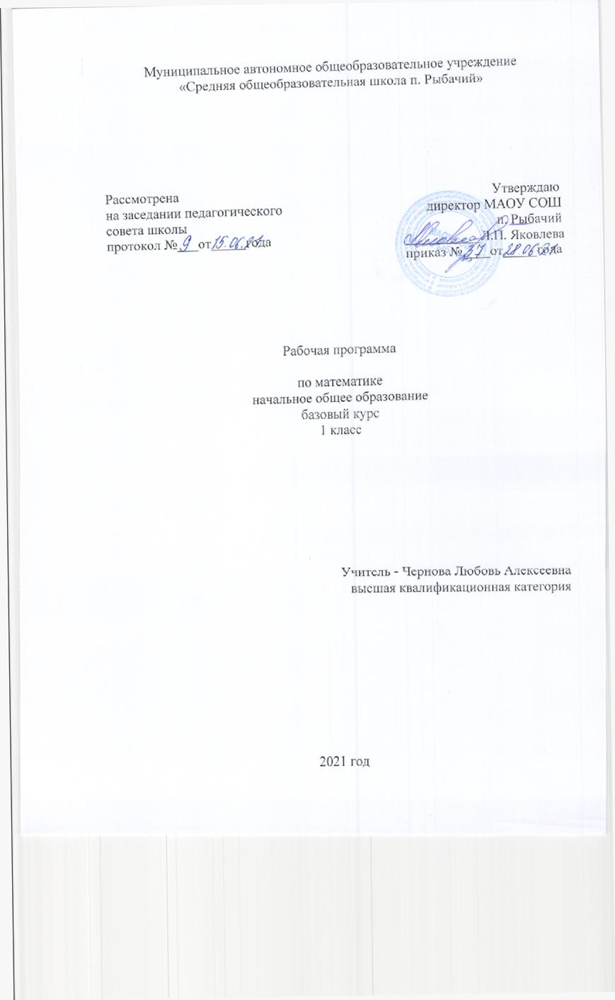 Муниципальное автономное общеобразовательное учреждение
«Средняя общеобразовательная школа п. Рыбачий»
Рассмотрена
на заседании педагогического
совета школы
протокол № 9 от 15.06.21 года
Утверждаю
директор МАОУ СОШ
п. Рыбачий
Л.П. Яковлева
приказ № 37 от 28.06.21 года
Рабочая программа
по математике
начальное общее образование
базовый курс
1 класс
Учитель - Чернова Любовь Алексеевна
высшая квалификационная категория
2021 год